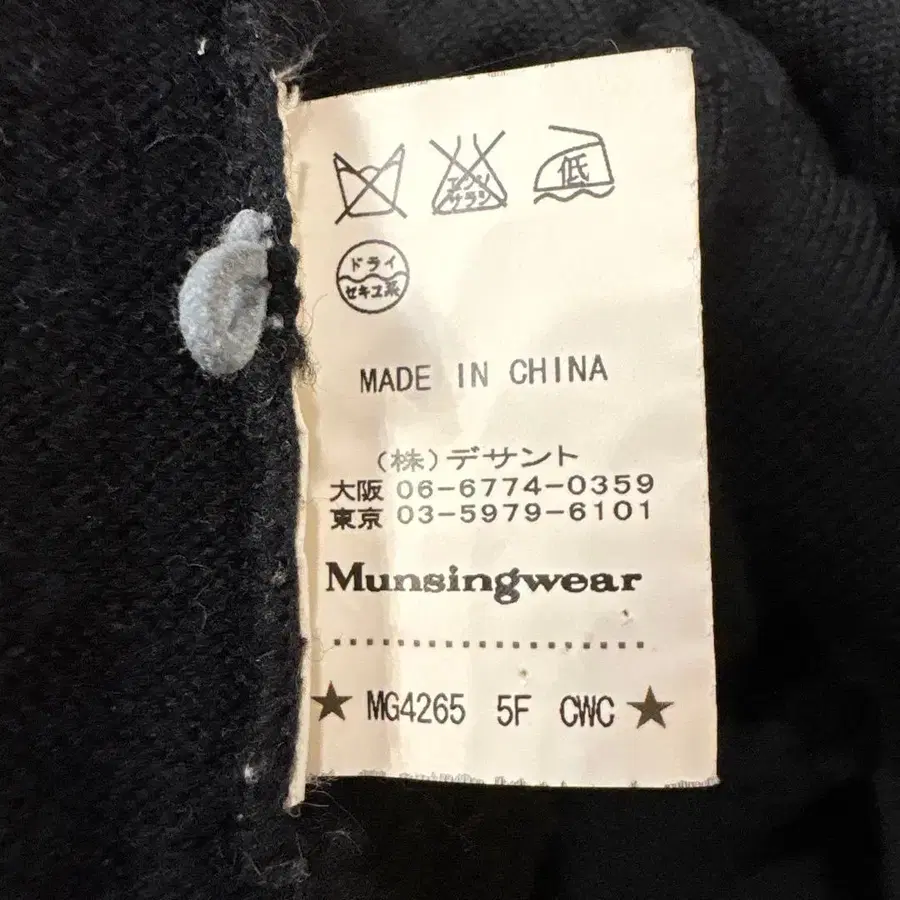 エンソ
サラシ
低
ドライ
セキユ系
MADE IN CHINA
(株)デサント
大阪 06-6774-0359
東京 03-5979-6101
Munsingwear
★ MG4265 5F CWC ★